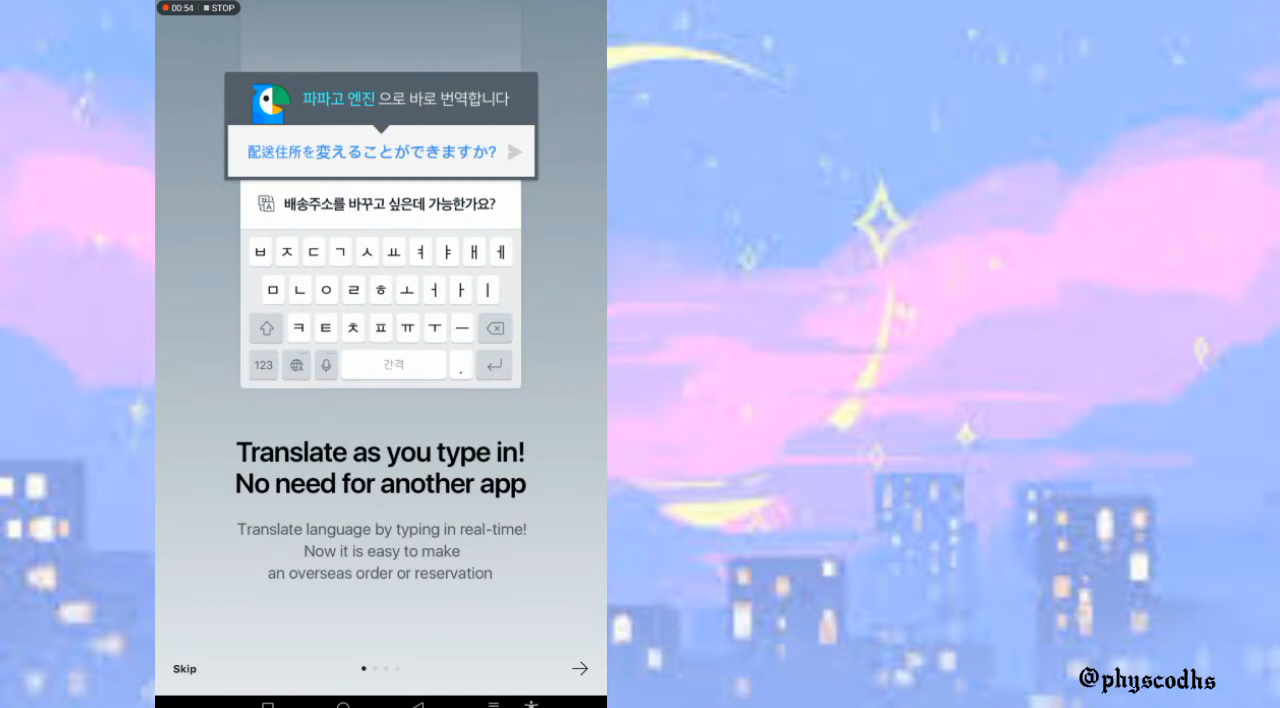 00:54 STOP
파파고 엔진 으로 바로 번역합니다
配送住所を変えることができますか?
배송주소를 바꾸고 싶은데 가능한가요?
ㅂ ㅈ ㄷ ㄱ ㅅ ㅛ ㅕ ㅑ ㅐ ㅔ
ㅁ ㄴ ㅇ ㄹ ㅎ ㅗ ㅓ ㅏ ㅣ
ㅋ ㅌ ㅊ ㅍ ㅠ ㅜ ㅡ
123 간격 .
Translate as you type in!
No need for another app
Translate language by typing in real-time!
Now it is easy to make
an overseas order or reservation
Skip
@physcodhs